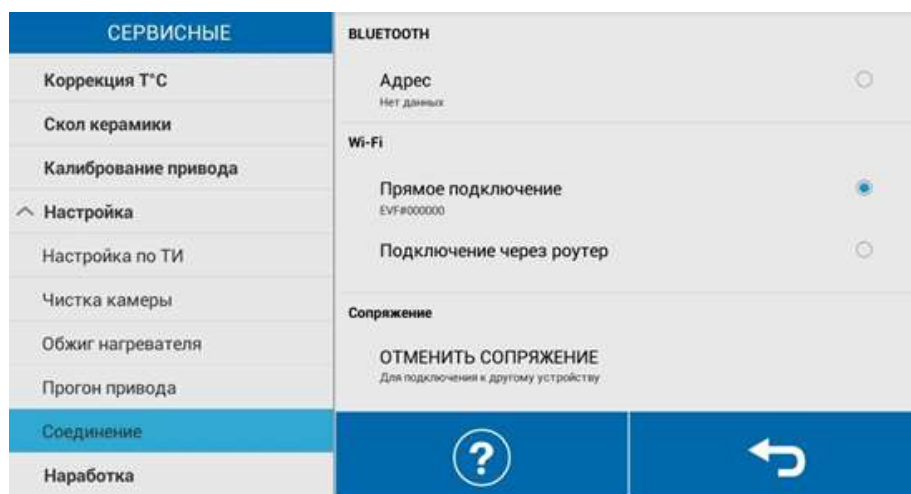 СЕРВИСНЫЕ
Коррекция T°C
Скол керамики
Калибрование привода
Настройка
Настройка по ТИ
Чистка камеры
Обжиг нагревателя
Прогон привода
Соединение
Наработка
BLUETOOTH
Адрес
Нет данных
Wi-Fi
Прямое подключение
EVF#000000
Подключение через роутер
Сопряжение
ОТМЕНИТЬ СОПРЯЖЕНИЕ
Для подключения к другому устройству
?